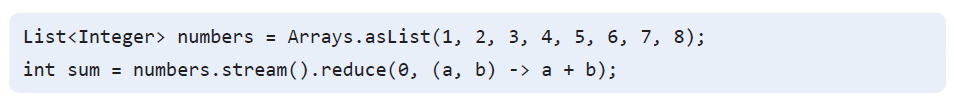 List<Integer> numbers = Arrays.asList(1, 2, 3, 4, 5, 6, 7, 8);
int sum = numbers.stream().reduce(0, (a, b) -> a + b);